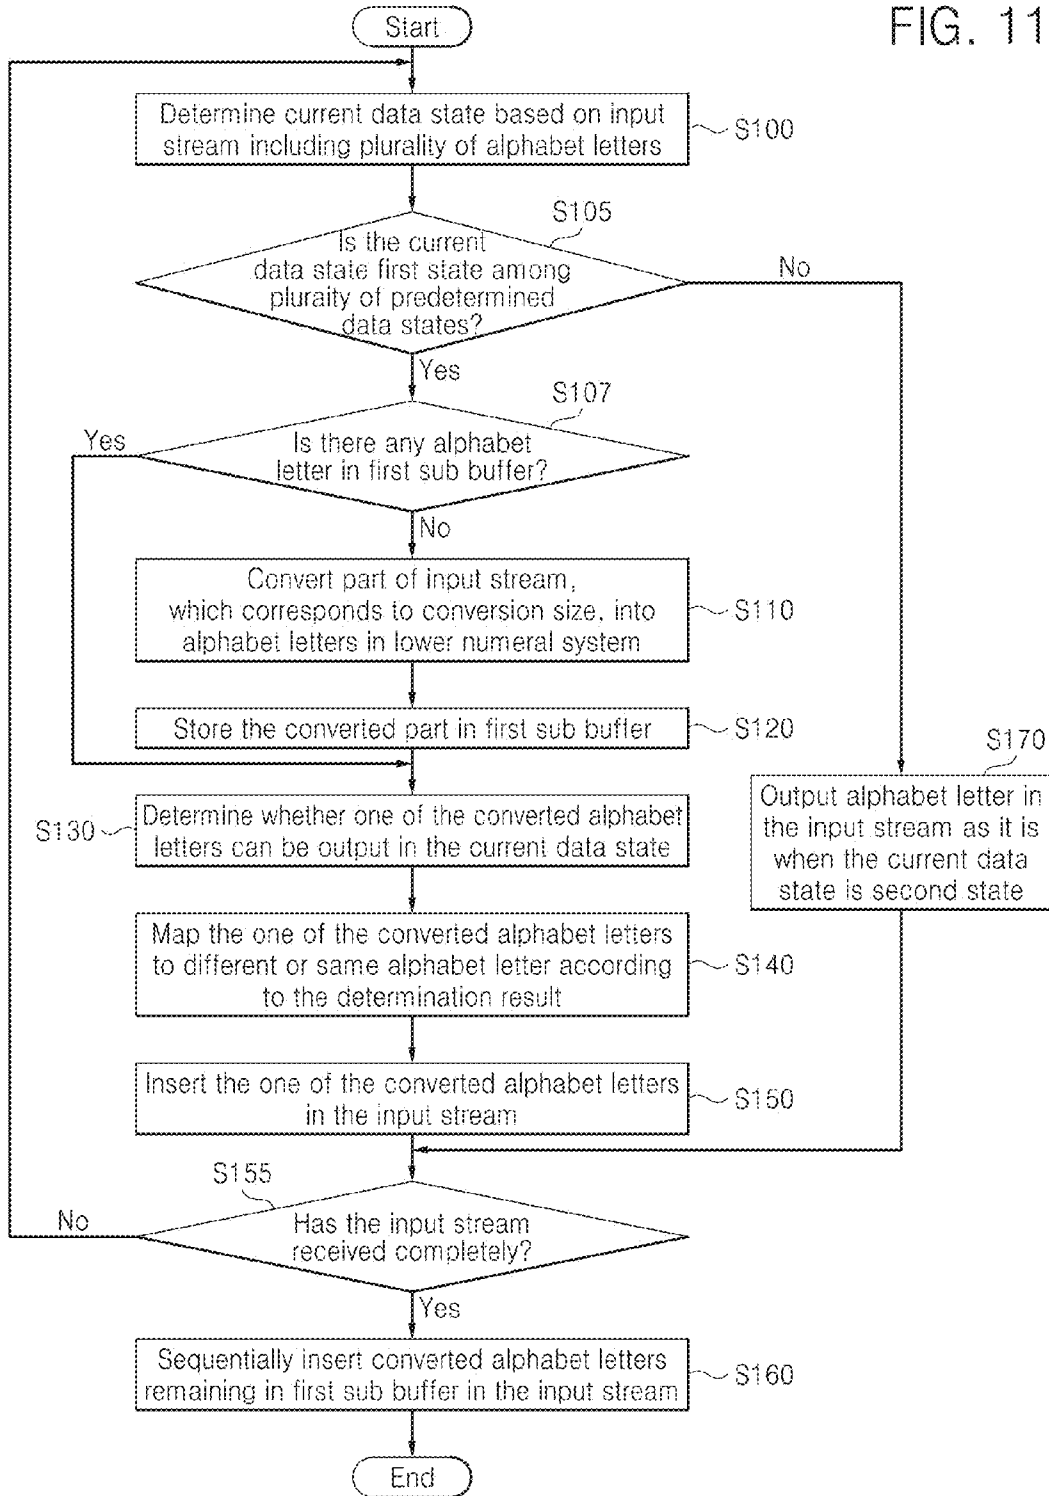 FIG. 11
Start
Determine current data state based on input
stream including plurality of alphabet letters
S100
S105
Is the current
data state first state among
pluraity of predetermined
data states?
No
Yes
S107
Is there any alphabet
letter in first sub buffer?
Yes
No
Convert part of input stream,
which corresponds to conversion size, into
alphabet letters in lower numeral system
S110
Store the converted part in first sub buffer
S120
S170
Output alphabet letter in
the input stream as it is
when the current data
state is second state
S130
Determine whether one of the converted alphabet
letters can be output in the current data state
Map the one of the converted alphabet letters
to different or same alphabet letter according
to the determination result
S140
Insert the one of the converted alphabet letters
in the input stream
S150
S155
Has the input stream
received completely?
No
Yes
Sequentially insert converted alphabet letters
remaining in first sub buffer in the input stream
S160
End